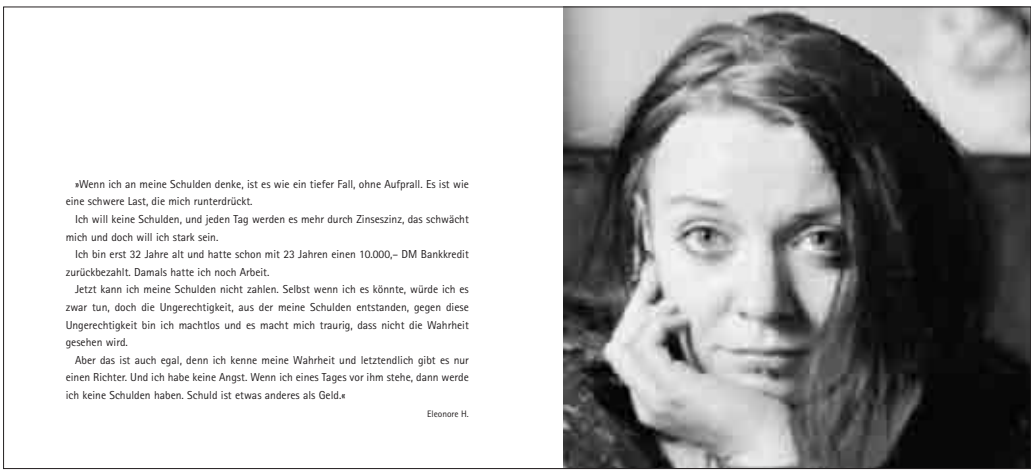 »Wenn ich an meine Schulden denke, ist es wie ein tiefer Fall, ohne Aufprall. Es ist wie
eine schwere Last, die mich runterdrückt.
Ich will keine Schulden, und jeden Tag werden es mehr durch Zinseszinz, das schwächt
mich und doch will ich stark sein.
Ich bin erst 32 Jahre alt und hatte schon mit 23 Jahren einen 10.000,– DM Bankkredit
zurückbezahlt. Damals hatte ich noch Arbeit.
Jetzt kann ich meine Schulden nicht zahlen. Selbst wenn ich es könnte, würde ich es
zwar tun, doch die Ungerechtigkeit, aus der meine Schulden entstanden, gegen diese
Ungerechtigkeit bin ich machtlos und es macht mich traurig, dass nicht die Wahrheit
gesehen wird.
Aber das ist auch egal, denn ich kenne meine Wahrheit und letztendlich gibt es nur
einen Richter. Und ich habe keine Angst. Wenn ich eines Tages vor ihm stehe, dann werde
ich keine Schulden haben. Schuld ist etwas anderes als Geld.«
Eleonore H.